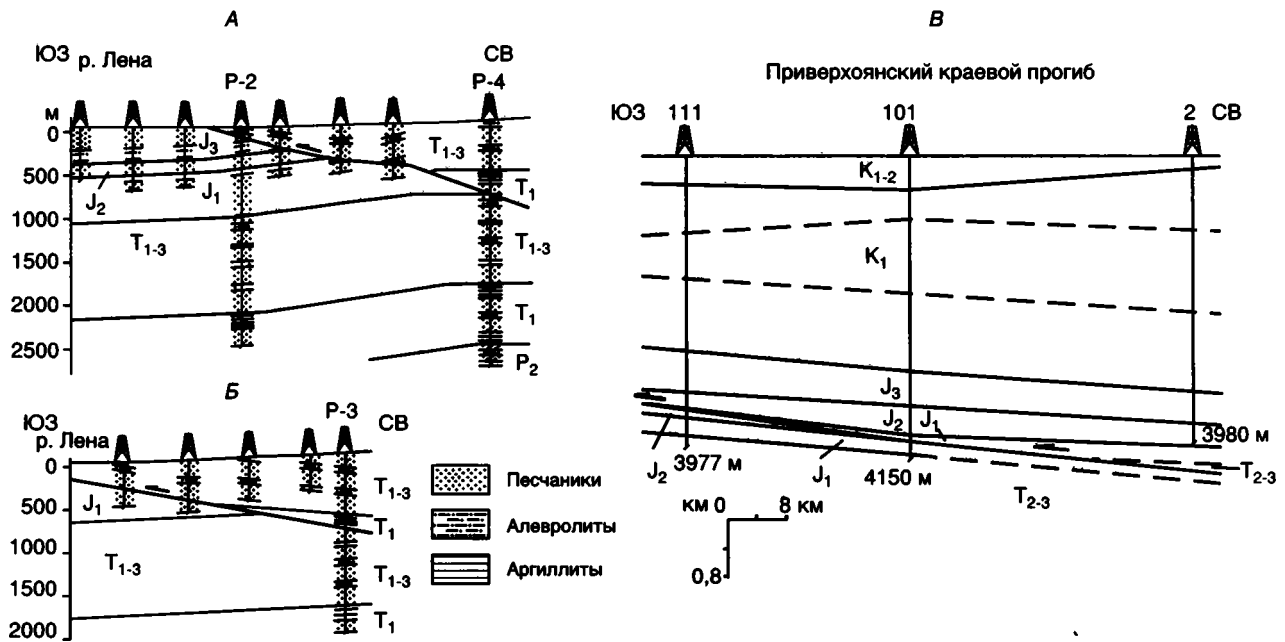 А
ЮЗ р. Лена СВ
Р-2 Р-4
м
0
500
1000
1500
2000
2500
J₃
J₂
J₁
T₁₋₃
T₁₋₃
T₁
T₁₋₃
T₁
P₂
Б
ЮЗ Р-3 СВ
р. Лена
0
500
1000
1500
2000
J₁
T₁₋₃
T₁₋₃
T₁
T₁₋₃
T₁
Песчаники
Алевролиты
Аргиллиты
В
Приверхоянский краевой прогиб
ЮЗ 111 101 2 СВ
K₁₋₂
K₁
J₃
J₂ J₁
J₂ 3977 м J₁ 4150 м 3980 м
T₂₋₃
T₂₋₃
км 0 8 км
0,8